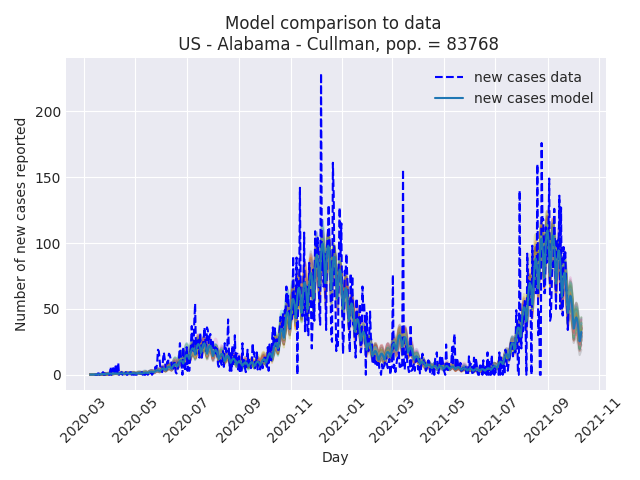 Model comparison to data
US - Alabama - Cullman, pop. = 83768
new cases data
new cases model
Number of new cases reported
200
150
100
50
0
2020-03
2020-05
2020-07
2020-09
2020-11
2021-01
2021-03
2021-05
2021-07
2021-09
2021-11
Day